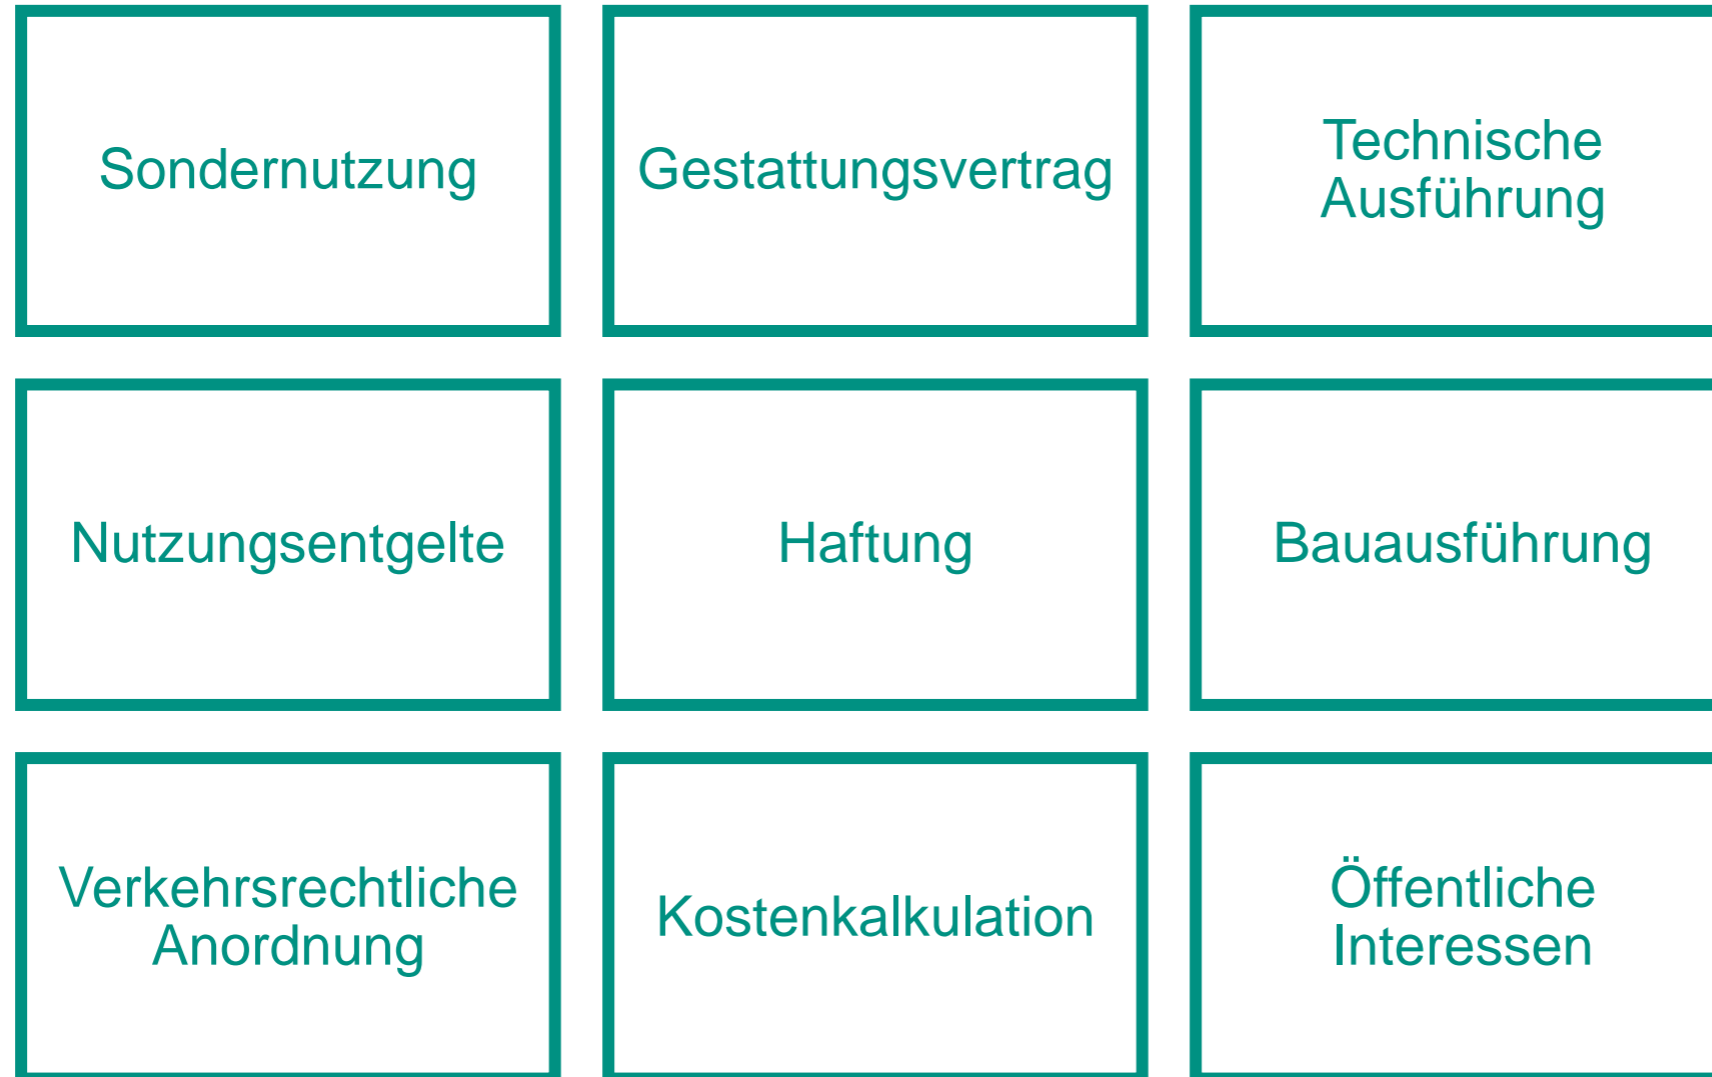 Sondernutzung
Gestattungsvertrag
Technische
Ausführung
Nutzungsentgelte
Haftung
Bauausführung
Verkehrsrechtliche
Anordnung
Kostenkalkulation
Öffentliche
Interessen